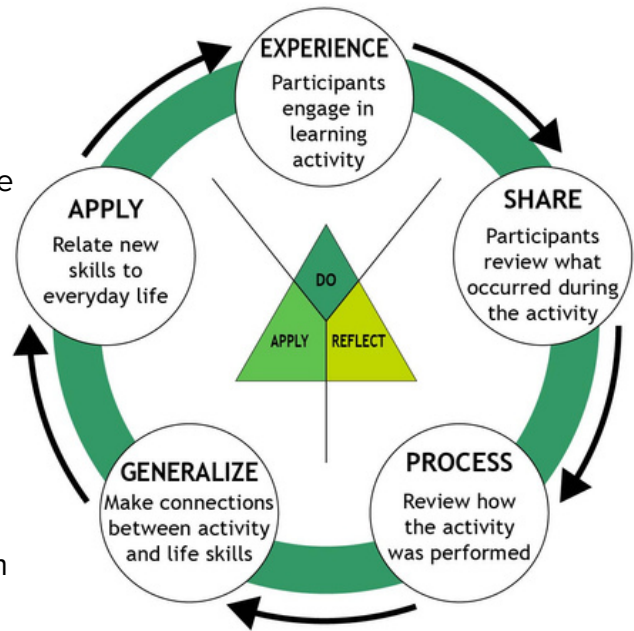 EXPERIENCE
Participants
engage in
learning
activity
SHARE
Participants
review what
occurred during
the activity
PROCESS
Review how
the activity
was performed
GENERALIZE
Make connections
between activity
and life skills
APPLY
Relate new
skills to
everyday life
DO
APPLY
REFLECT